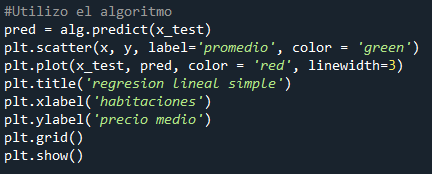 #Utilizo el algoritmo
pred = alg.predict(x_test)
plt.scatter(x, y, label='promedio', color = 'green')
plt.plot(x_test, pred, color = 'red', linewidth=3)
plt.title('regresion lineal simple')
plt.xlabel('habitaciones')
plt.ylabel('precio medio')
plt.grid()
plt.show()